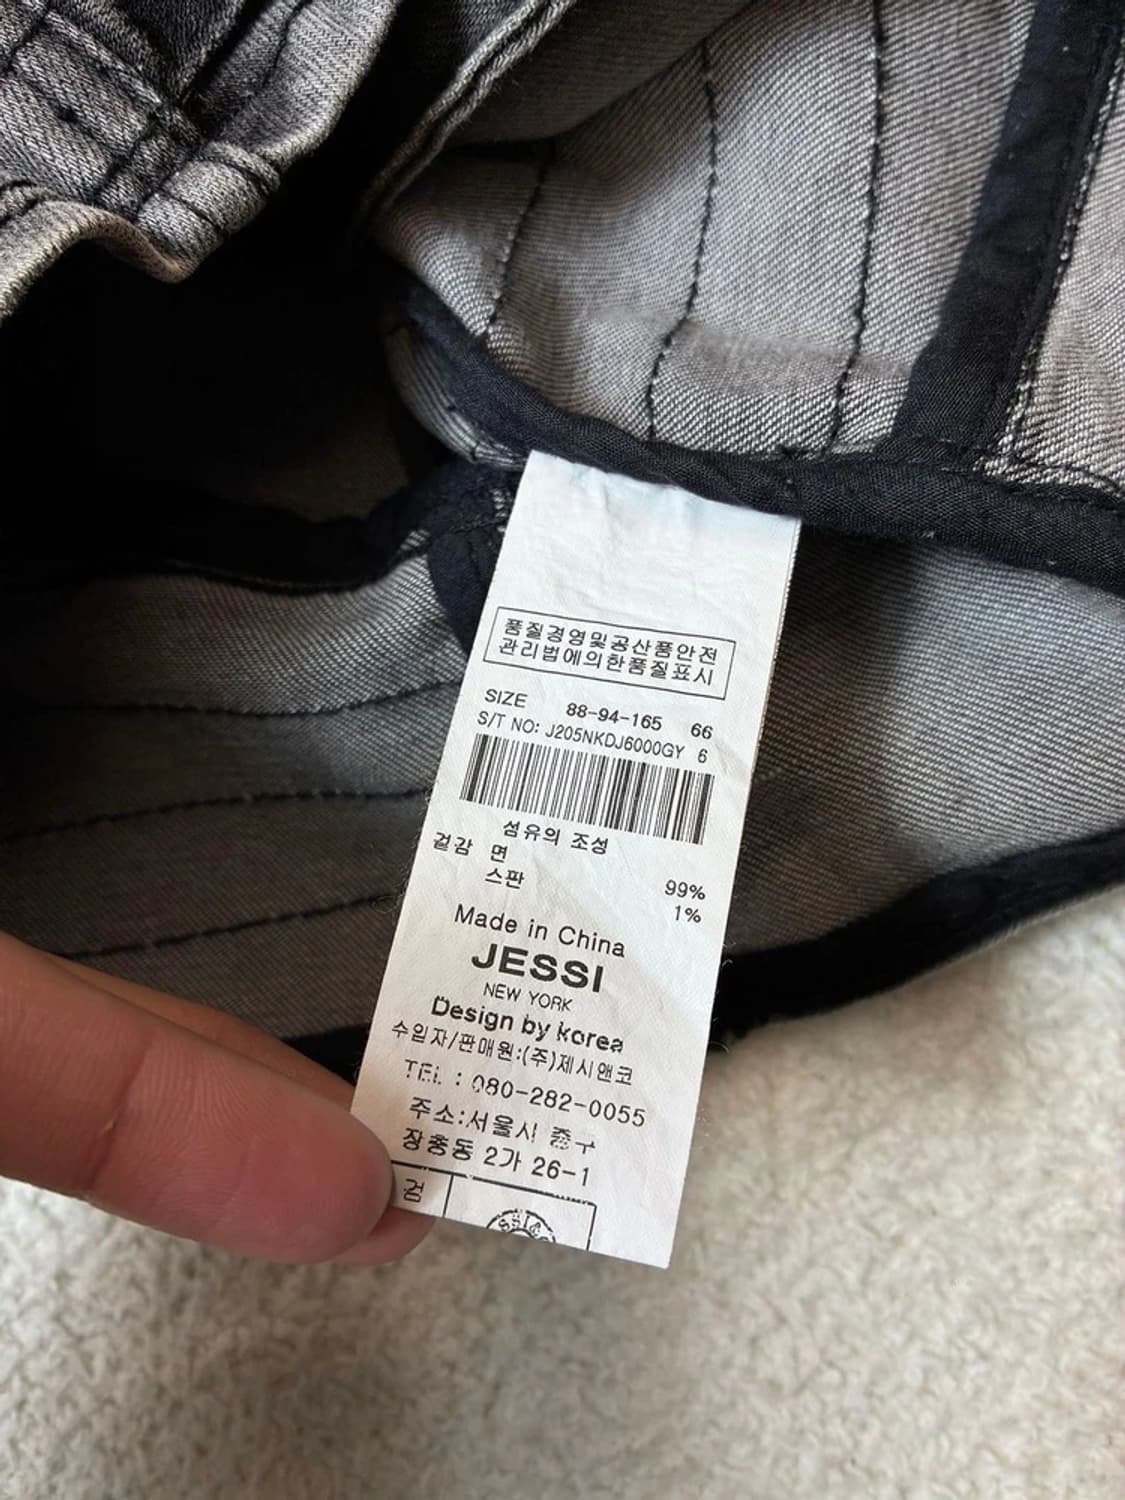 품질경영및공산품안전
관리법에의한품질표시
SIZE 88-94-165 66
S/T NO: J205NKDJ6000GY 6
섬유의 조성
겉감 면 99%
스판 1%
Made in China
JESSI
NEW YORK
Design by korea
수입자/판매원:(주)제시앤코
TEL : 080-282-0055
주소:서울시 중구
장충동 2가 26-1
검